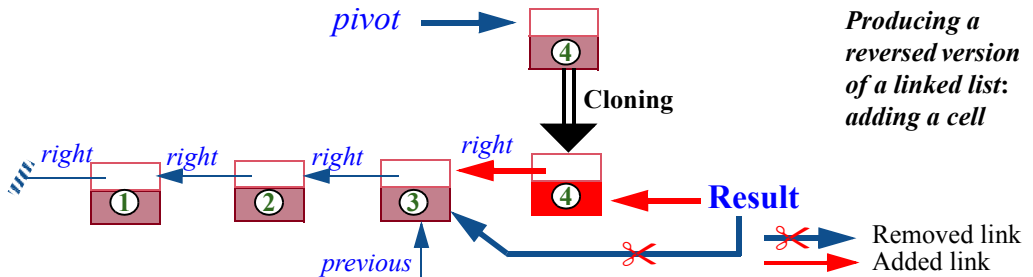 pivot
4
Cloning
Producing a
reversed version
of a linked list:
adding a cell
right
right
right
right
1
2
3
4
Result
previous
Removed link
Added link